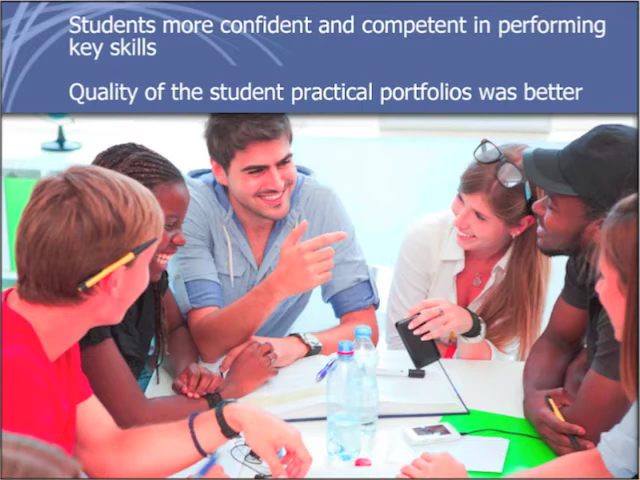 Students more confident and competent in performing
key skills
Quality of the student practical portfolios was better